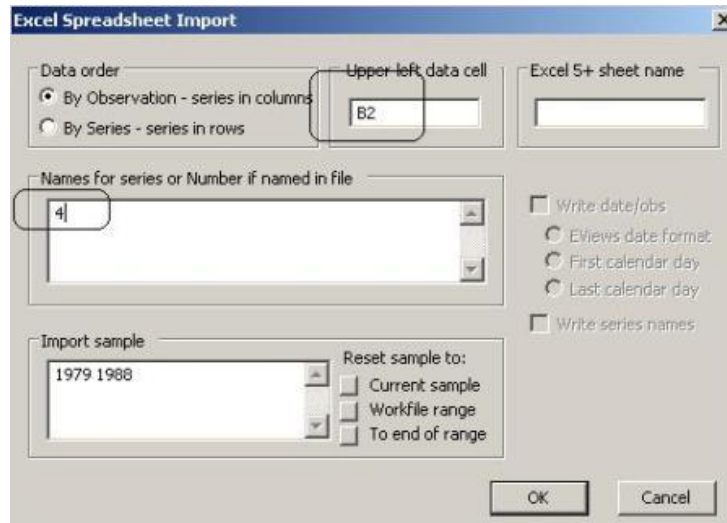 Excel Spreadsheet Import
Data order
By Observation - series in columns
By Series - series in rows
Upper left data cell
B2
Excel 5+ sheet name
Names for series or Number if named in file
4
Write date/obs
EViews date format
First calendar day
Last calendar day
Write series names
Import sample
1979 1988
Reset sample to:
Current sample
Workfile range
To end of range
OK
Cancel